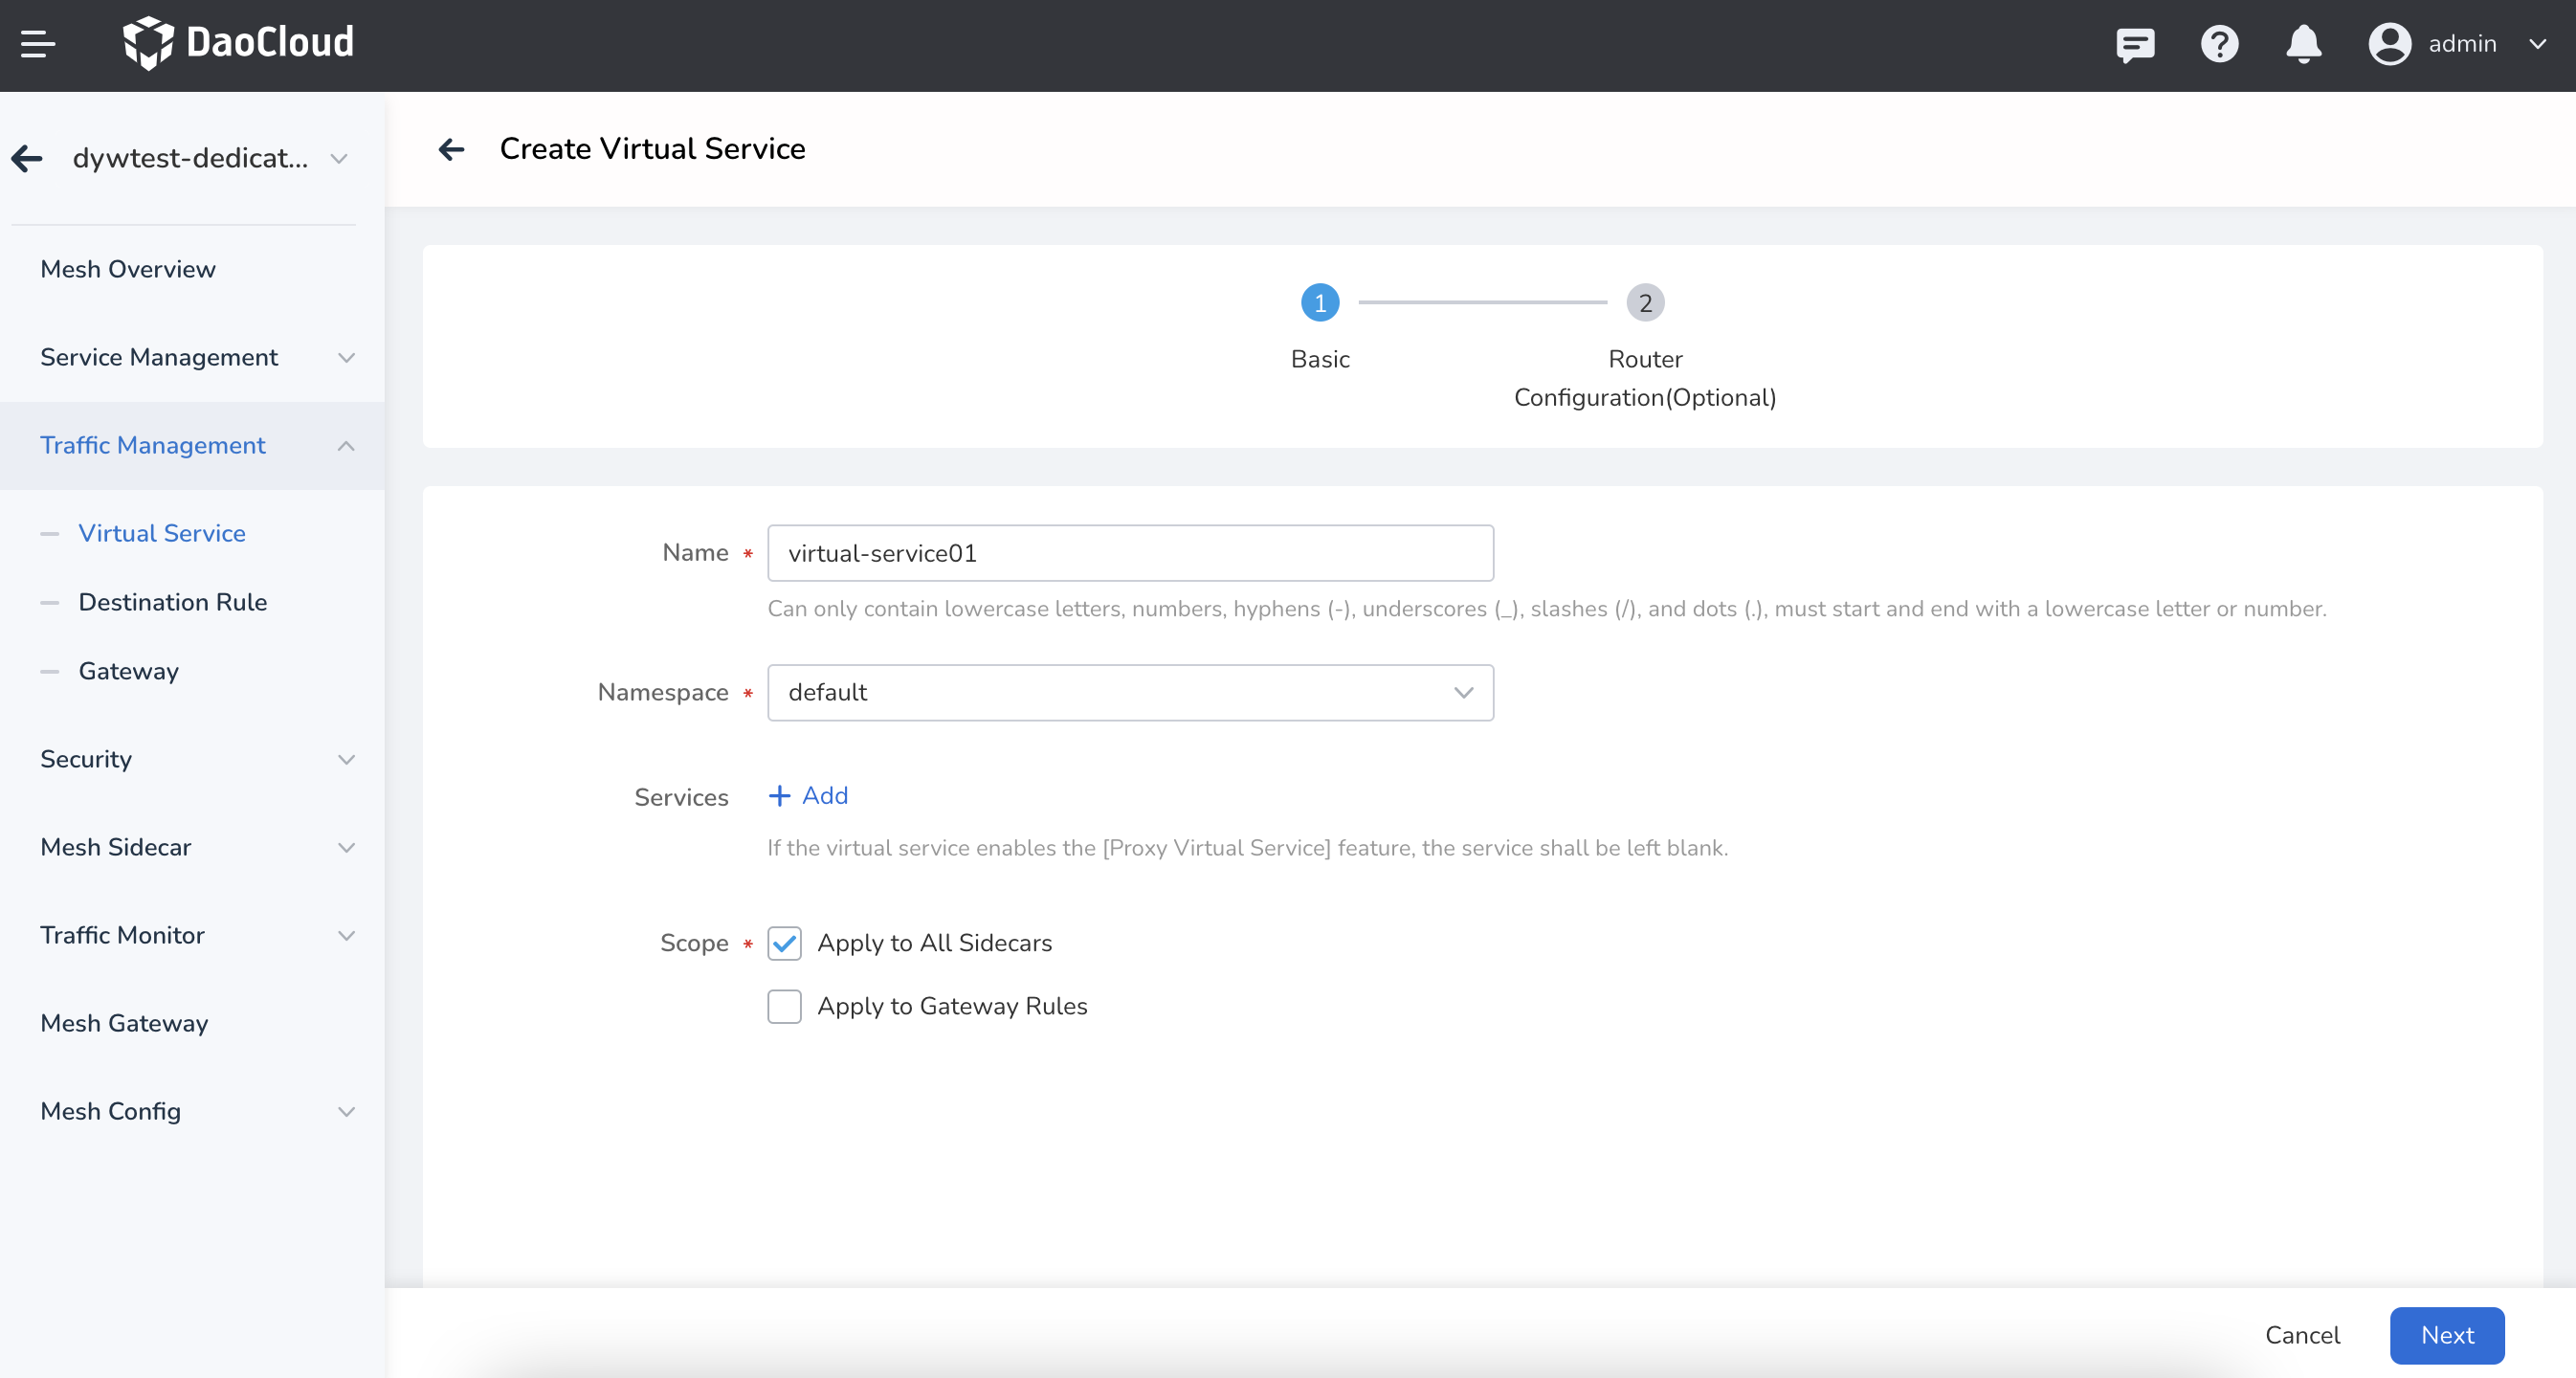 DaoCloud
admin
dywtest-dedicat...
Mesh Overview
Service Management
Traffic Management
Virtual Service
Destination Rule
Gateway
Security
Mesh Sidecar
Traffic Monitor
Mesh Gateway
Mesh Config
Create Virtual Service
1
2
Basic
Router
Configuration(Optional)
Name *
virtual-service01
Can only contain lowercase letters, numbers, hyphens (-), underscores (_), slashes (/), and dots (.), must start and end with a lowercase letter or number.
Namespace *
default
Services
+ Add
If the virtual service enables the [Proxy Virtual Service] feature, the service shall be left blank.
Scope *
Apply to All Sidecars
Apply to Gateway Rules
Cancel
Next